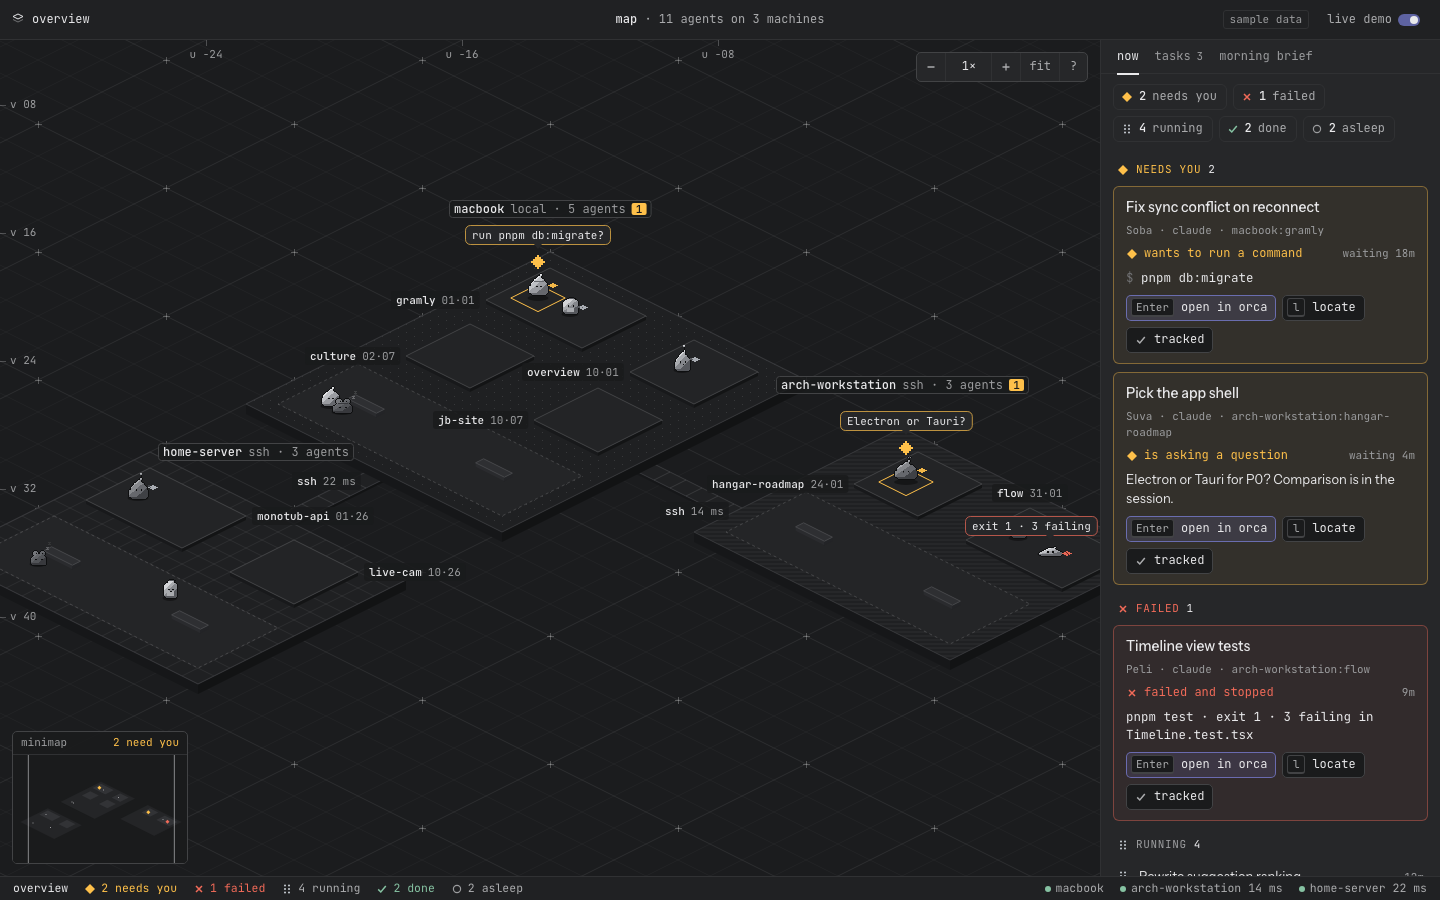 overview
map · 11 agents on 3 machines
sample data
live demo
u -24
u -16
u -08
− 1× + fit ?
v 08
v 16
v 24
v 32
v 40
macbook local · 5 agents 1
run pnpm db:migrate?
gramly 01·01
culture 02·07
overview 10·01
jb-site 10·07
arch-workstation ssh · 3 agents 1
Electron or Tauri?
hangar-roadmap 24·01
flow 31·01
exit 1 · 3 failing
ssh 14 ms
home-server ssh · 3 agents
ssh 22 ms
monotub-api 01·26
live-cam 10·26
minimap
2 need you
now
tasks 3
morning brief
2 needs you
1 failed
4 running
2 done
2 asleep
NEEDS YOU 2
Fix sync conflict on reconnect
Soba · claude · macbook:gramly
wants to run a command
waiting 18m
$ pnpm db:migrate
Enter open in orca
l locate
tracked
Pick the app shell
Suva · claude · arch-workstation:hangar-
roadmap
is asking a question
waiting 4m
Electron or Tauri for P0? Comparison is in the
session.
Enter open in orca
l locate
tracked
FAILED 1
Timeline view tests
Peli · claude · arch-workstation:flow
failed and stopped
9m
pnpm test · exit 1 · 3 failing in
Timeline.test.tsx
Enter open in orca
l locate
tracked
RUNNING 4
Rewrite suggestion ranking
overview
2 needs you
1 failed
4 running
2 done
2 asleep
macbook
arch-workstation 14 ms
home-server 22 ms